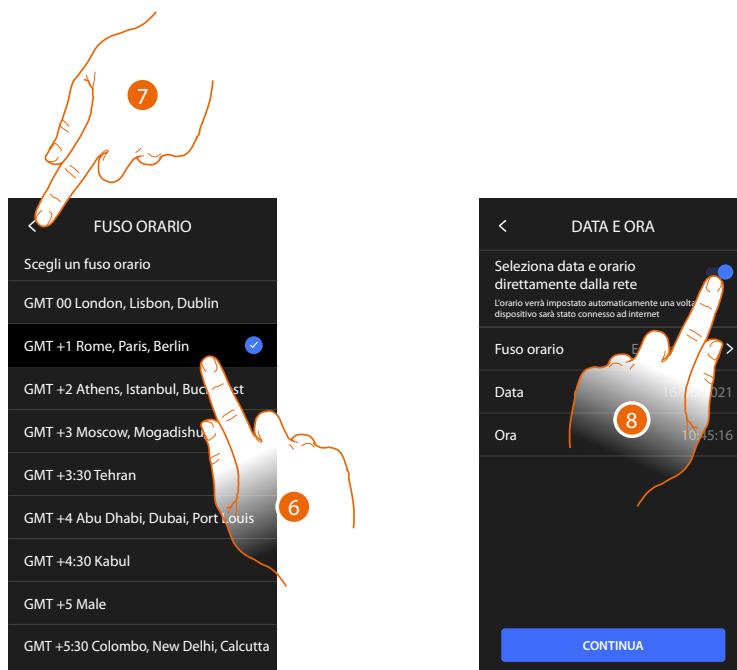 7
FUSO ORARIO
Scegli un fuso orario
GMT 00 London, Lisbon, Dublin
GMT +1 Rome, Paris, Berlin
GMT +2 Athens, Istanbul,
GMT +3 Moscow, Mogadishu
GMT +3:30 Tehran
GMT +4 Abu Dhabi, Dubai, Port Louis
GMT +4:30 Kabul
GMT +5 Male
GMT +5:30 Colombo, New Delhi, Calcutta
6
DATA E ORA
Seleziona data e orario
direttamente dalla rete
L'orario verrà impostato automaticamente una volta
dispositivo sarà stato connesso ad internet
Fuso orario
Data
Ora 10:45:16
8
CONTINUA